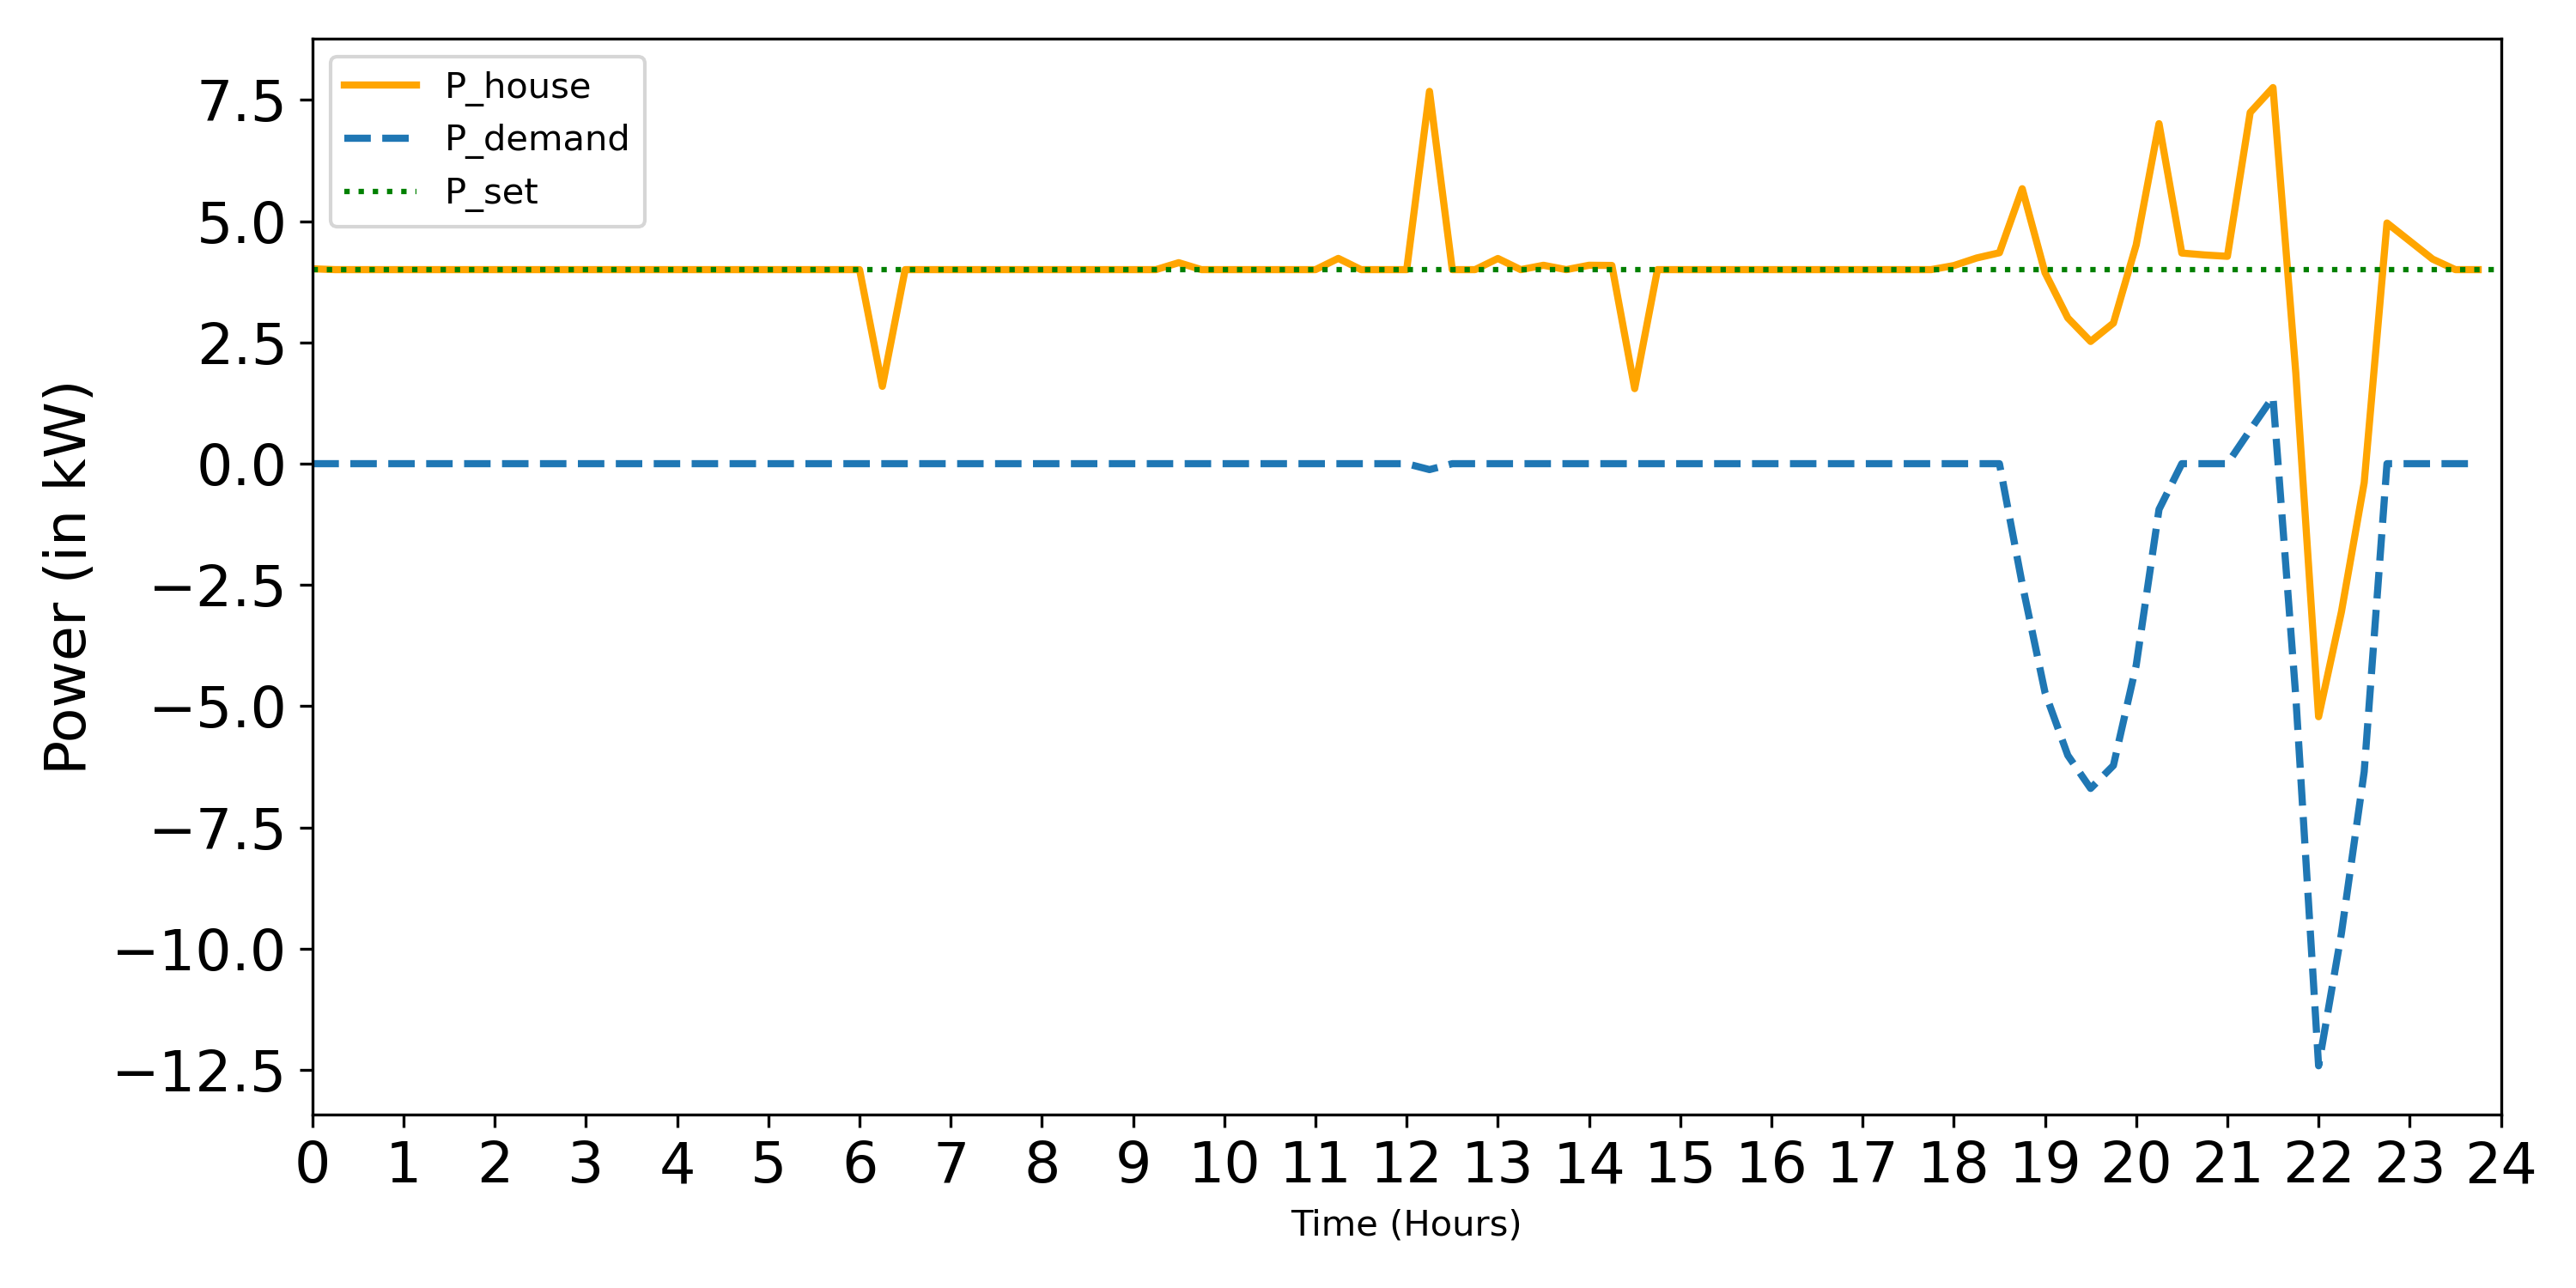 P_house
P_demand
P_set
Power (in kW)
7.5
5.0
2.5
0.0
−2.5
−5.0
−7.5
−10.0
−12.5
0 1 2 3 4 5 6 7 8 9 10 11 12 13 14 15 16 17 18 19 20 21 22 23 24
Time (Hours)